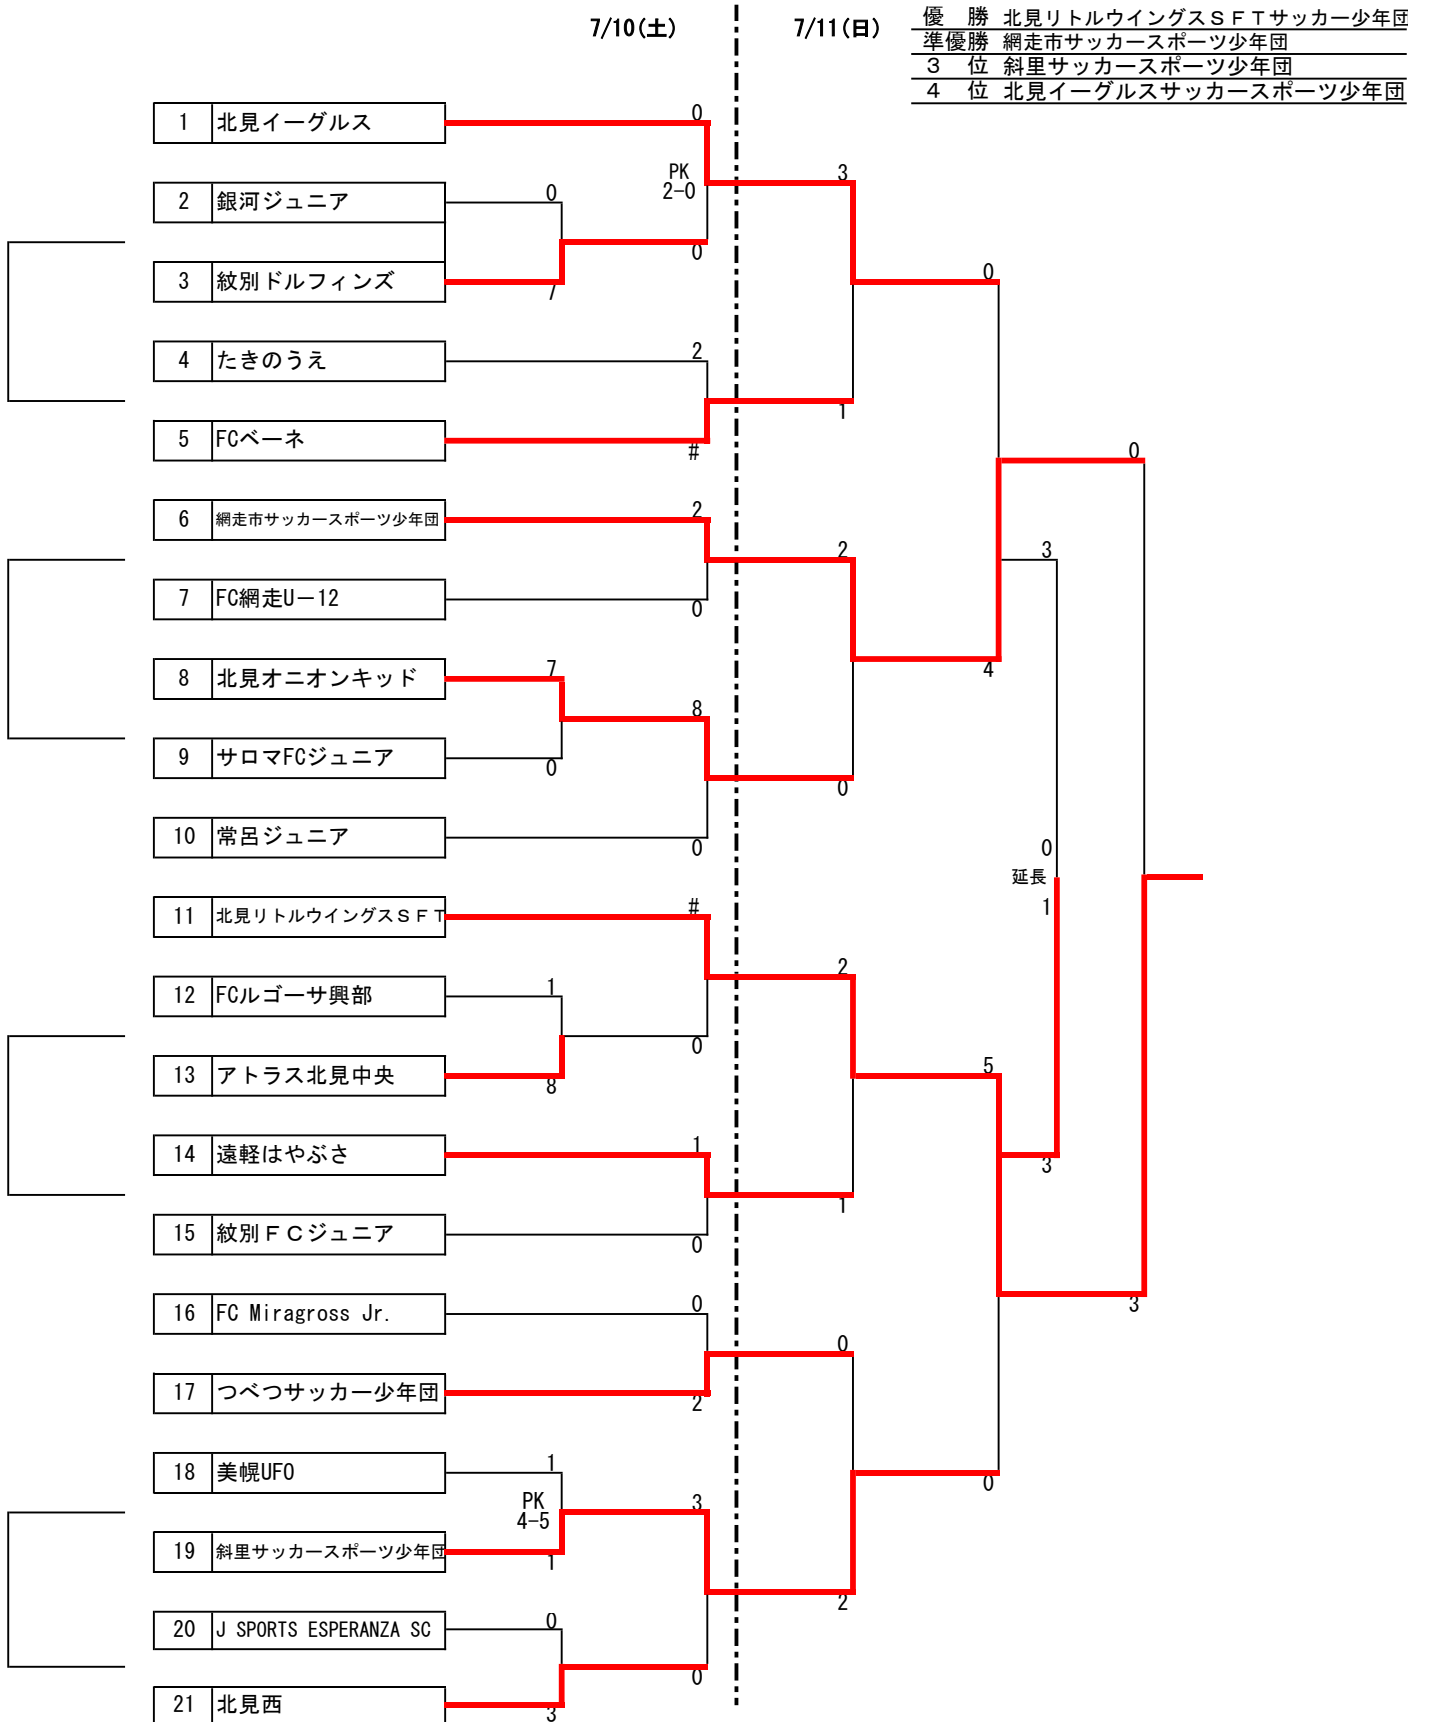 7/10(土)
7/11(日)
優　勝 北見リトルウイングスＳＦＴサッカー少年団
準優勝 網走市サッカースポーツ少年団
３　位 斜里サッカースポーツ少年団
４　位 北見イーグルスサッカースポーツ少年団
0
1 北見イーグルス
PK
2-0
3
2 銀河ジュニア
0
0
3 紋別ドルフィンズ
0
7
4 たきのうえ
2
1
5 FCベーネ
#
0
6 網走市サッカースポーツ少年団
2
2
3
7 FC網走U－12
0
8 北見オニオンキッド
7
4
8
9 サロマFCジュニア
0
0
10 常呂ジュニア
0
0
延長
1
11 北見リトルウイングスＳＦＴ
#
2
12 FCルゴーサ興部
1
0
13 アトラス北見中央
8
5
14 遠軽はやぶさ
1
3
1
15 紋別ＦＣジュニア
0
16 FC Miragross Jr.
0
3
0
17 つべつサッカー少年団
2
18 美幌UFO
1
0
PK
4-5
3
19 斜里サッカースポーツ少年団
1
2
20 J SPORTS ESPERANZA SC
0
0
21 北見西
3